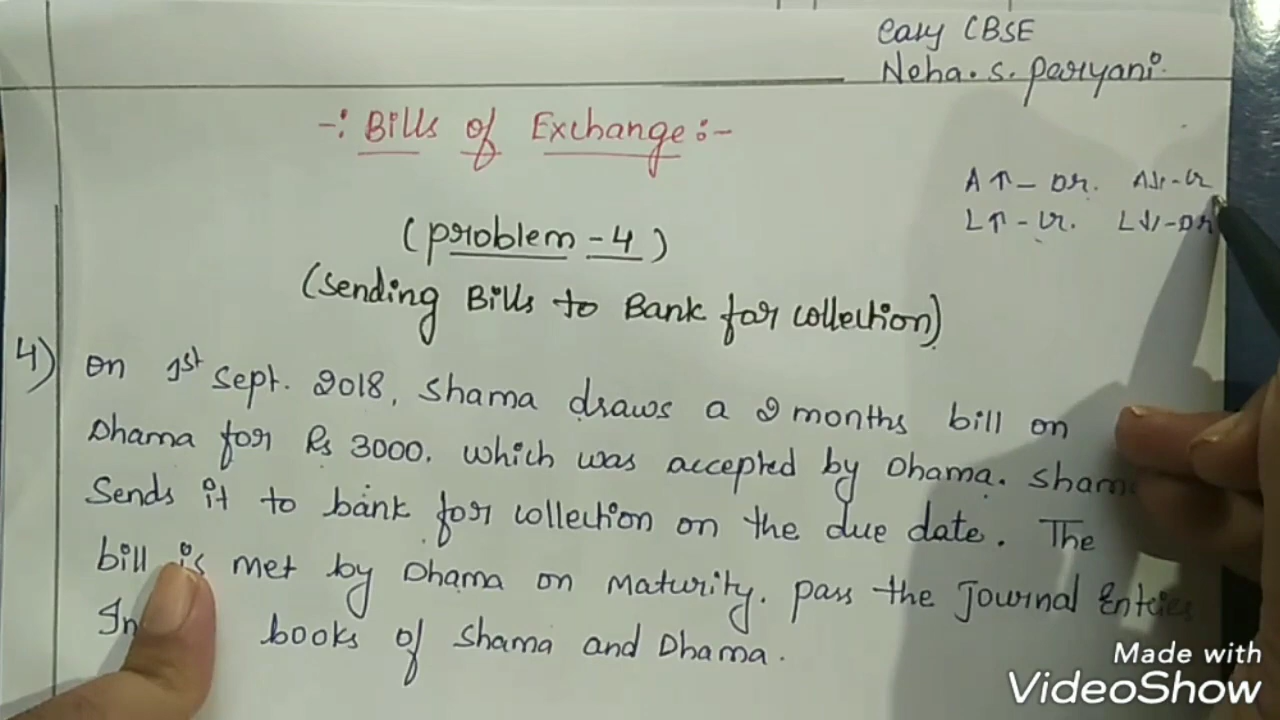 easy CBSE
Neha. S. Paryani.
-: Bills of Exchange :-
A↑ - Dr. A↓ - Cr
L↑ - Cr. L↓ - Dr
(problem - 4)
(Sending Bills to Bank for collection)
4) On 1st Sept. 2018, Shama draws a 2 months bill on
Dhama for Rs 3000. which was accepted by Dhama. Sham
Sends it to bank for collection on the due date. The
bill is met by Dhama on maturity. pass the Journal Entries
In books of Shama and Dhama.
Made with
VideoShow